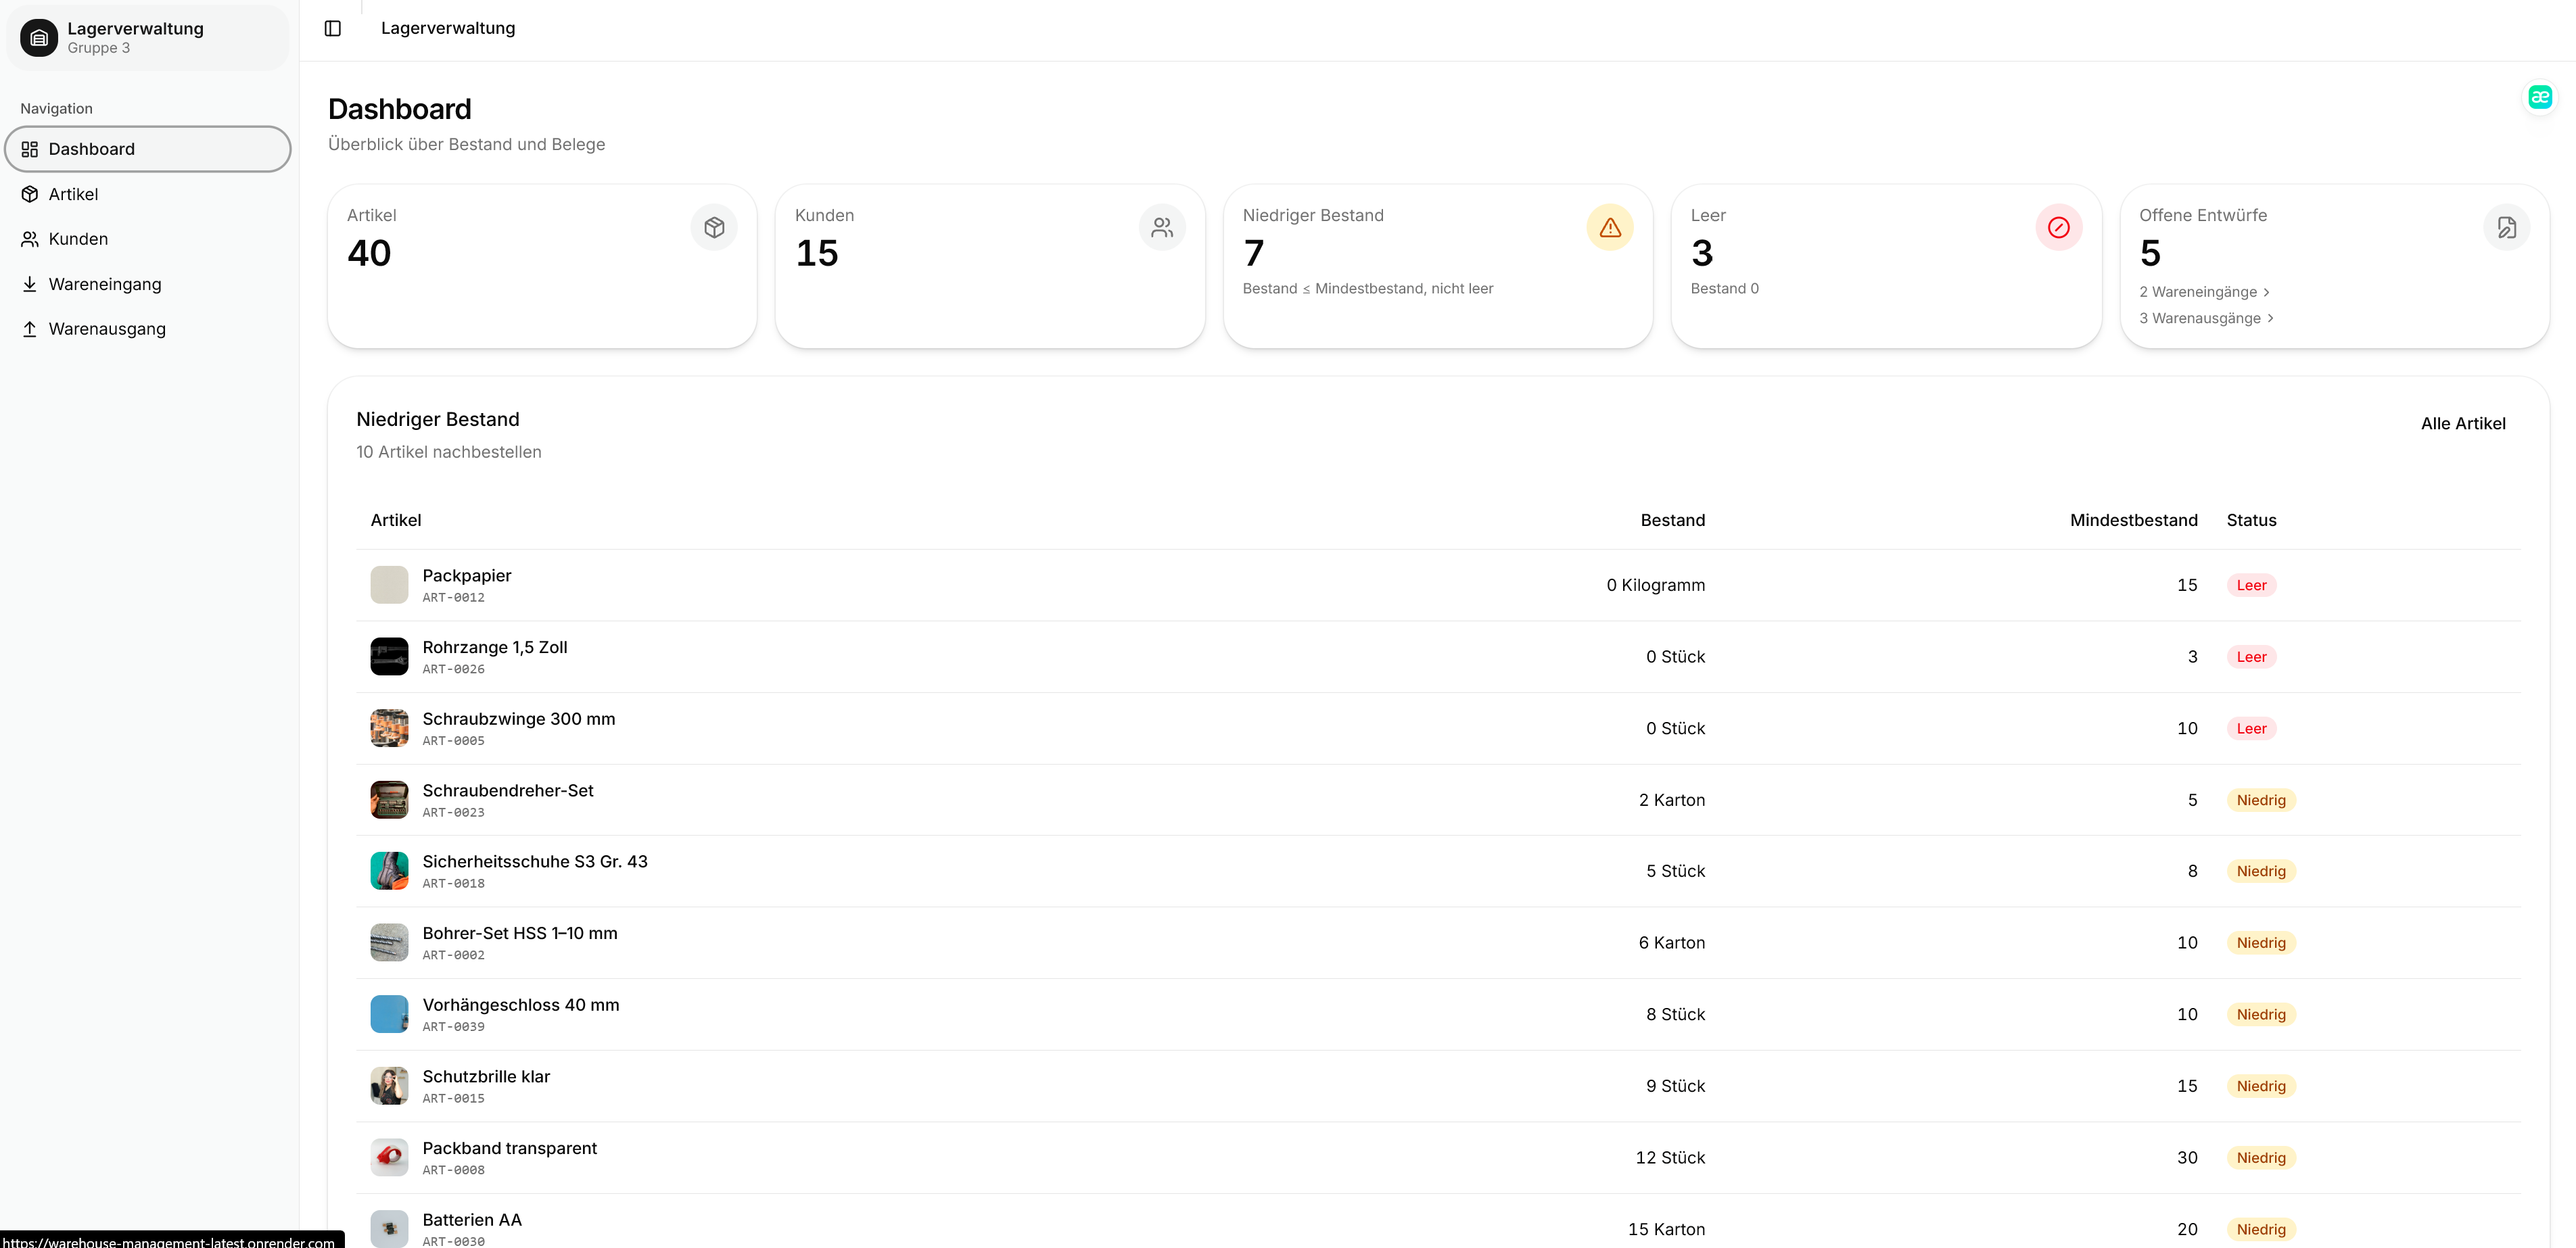 Lagerverwaltung
Gruppe 3
Navigation
Dashboard
Artikel
Kunden
Wareneingang
Warenausgang
https://warehouse-management-latest.onrender.com
Lagerverwaltung
Dashboard
Überblick über Bestand und Belege
æ
Artikel
40
Kunden
15
Niedriger Bestand
7
Bestand ≤ Mindestbestand, nicht leer
Leer
3
Bestand 0
Offene Entwürfe
5
2 Wareneingänge
3 Warenausgänge
Niedriger Bestand
10 Artikel nachbestellen
Alle Artikel
Artikel Bestand Mindestbestand Status
Packpapier
ART-0012
0 Kilogramm 15 Leer
Rohrzange 1,5 Zoll
ART-0026
0 Stück 3 Leer
Schraubzwinge 300 mm
ART-0005
0 Stück 10 Leer
Schraubendreher-Set
ART-0023
2 Karton 5 Niedrig
Sicherheitsschuhe S3 Gr. 43
ART-0018
5 Stück 8 Niedrig
Bohrer-Set HSS 1–10 mm
ART-0002
6 Karton 10 Niedrig
Vorhängeschloss 40 mm
ART-0039
8 Stück 10 Niedrig
Schutzbrille klar
ART-0015
9 Stück 15 Niedrig
Packband transparent
ART-0008
12 Stück 30 Niedrig
Batterien AA
ART-0030
15 Karton 20 Niedrig